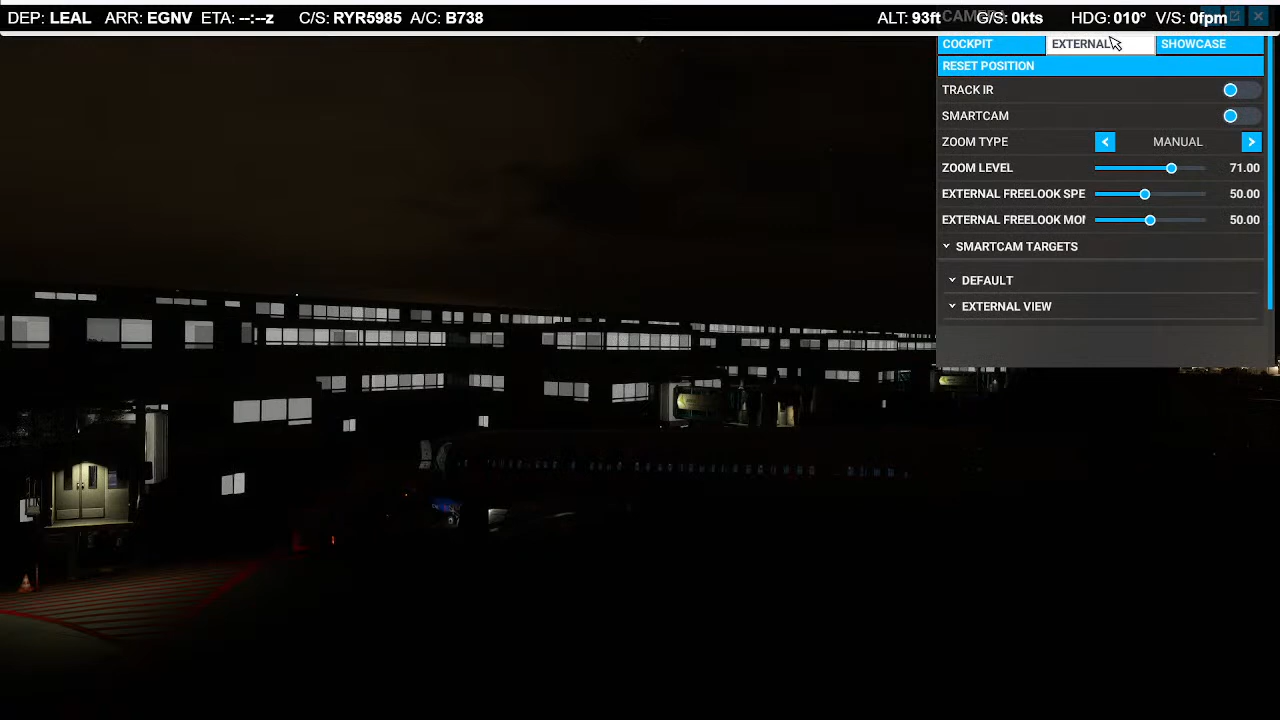 DEP: LEAL ARR: EGNV ETA: --:--z C/S: RYR5985 A/C: B738 ALT: 93ft G/S: 0kts HDG: 010° V/S: 0fpm
CAMERA
COCKPIT EXTERNAL SHOWCASE
RESET POSITION
TRACK IR
SMARTCAM
ZOOM TYPE MANUAL
ZOOM LEVEL 71.00
EXTERNAL FREELOOK SPE 50.00
EXTERNAL FREELOOK MOI 50.00
SMARTCAM TARGETS
DEFAULT
EXTERNAL VIEW